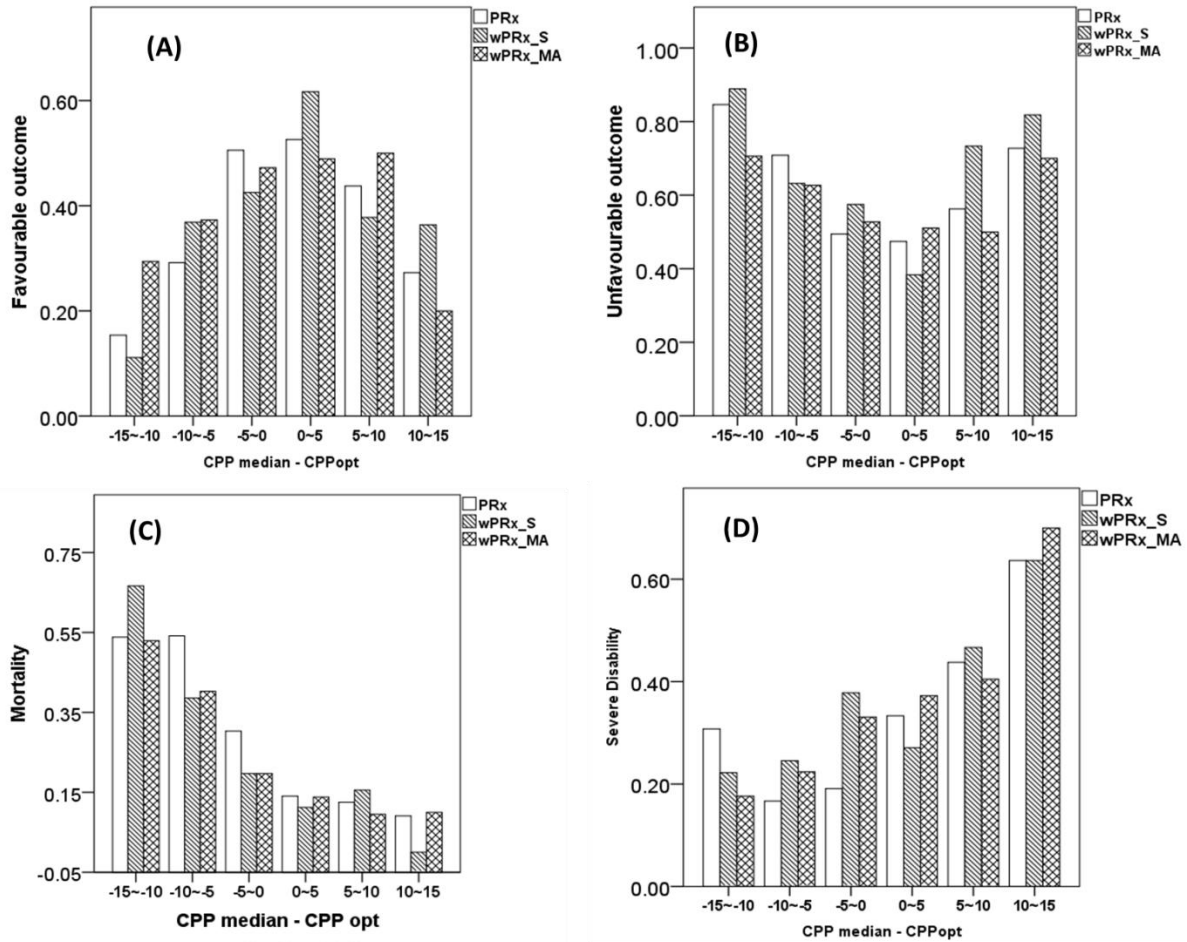 (A)
PRx
wPRx_S
wPRx_MA
Favourable outcome
0.60
0.40
0.20
0.00
-15~-10 -10~-5 -5~0 0~5 5~10 10~15
CPP median - CPPopt
(B)
PRx
wPRx_S
wPRx_MA
Unfavourable outcome
1.00
0.80
0.60
0.40
0.20
0.00
-15~-10 -10~-5 -5~0 0~5 5~10 10~15
CPP median - CPPopt
(C)
PRx
wPRx_S
wPRx_MA
Mortality
0.75
0.55
0.35
0.15
-0.05
-15~-10 -10~-5 -5~0 0~5 5~10 10~15
CPP median - CPP opt
(D)
PRx
wPRx_S
wPRx_MA
Severe Disability
0.60
0.40
0.20
0.00
-15~-10 -10~-5 -5~0 0~5 5~10 10~15
CPP median - CPPopt